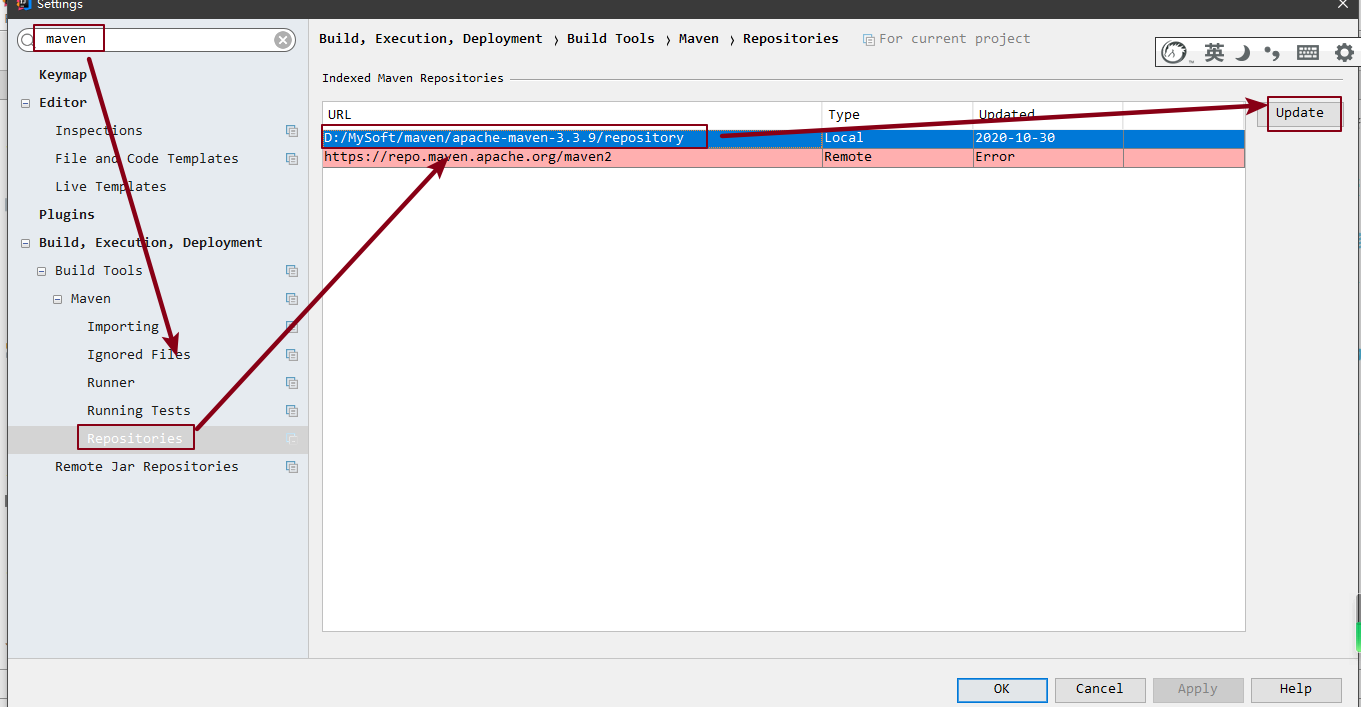 Settings
maven
Build, Execution, Deployment › Build Tools › Maven › Repositories For current project
英
Keymap
Editor
Inspections
File and Code Templates
Live Templates
Plugins
Build, Execution, Deployment
Build Tools
Maven
Importing
Ignored Files
Runner
Running Tests
Repositories
Remote Jar Repositories
Indexed Maven Repositories
URL Type Updated
D:/MySoft/maven/apache-maven-3.3.9/repository Local 2020-10-30
https://repo.maven.apache.org/maven2 Remote Error
Update
OK Cancel Apply Help